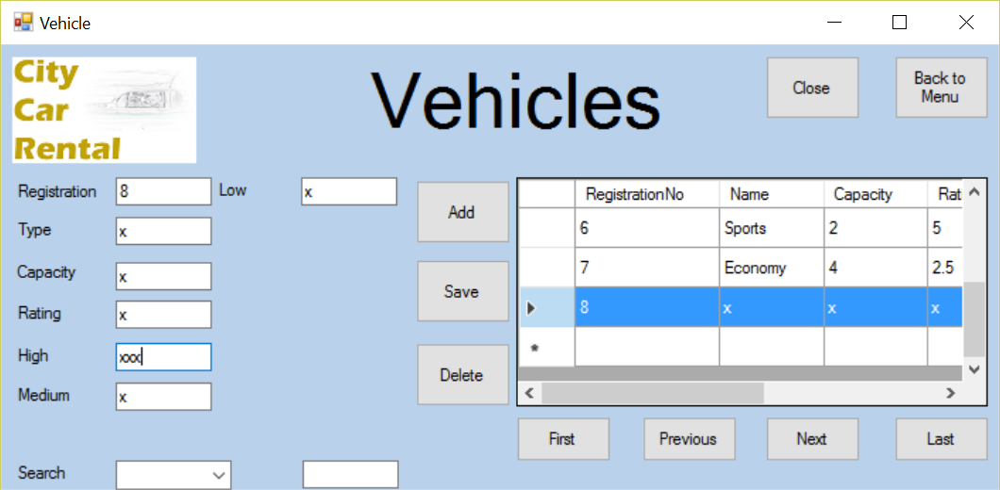 Vehicle
City
Car
Rental
Vehicles
Close
Back to
Menu
Registration 8 Low x
Type x
Capacity x
Rating x
High xxx
Medium x
Add
Save
Delete
RegistrationNo Name Capacity Rat
6 Sports 2 5
7 Economy 4 2.5
8 x x x
*
First Previous Next Last
Search